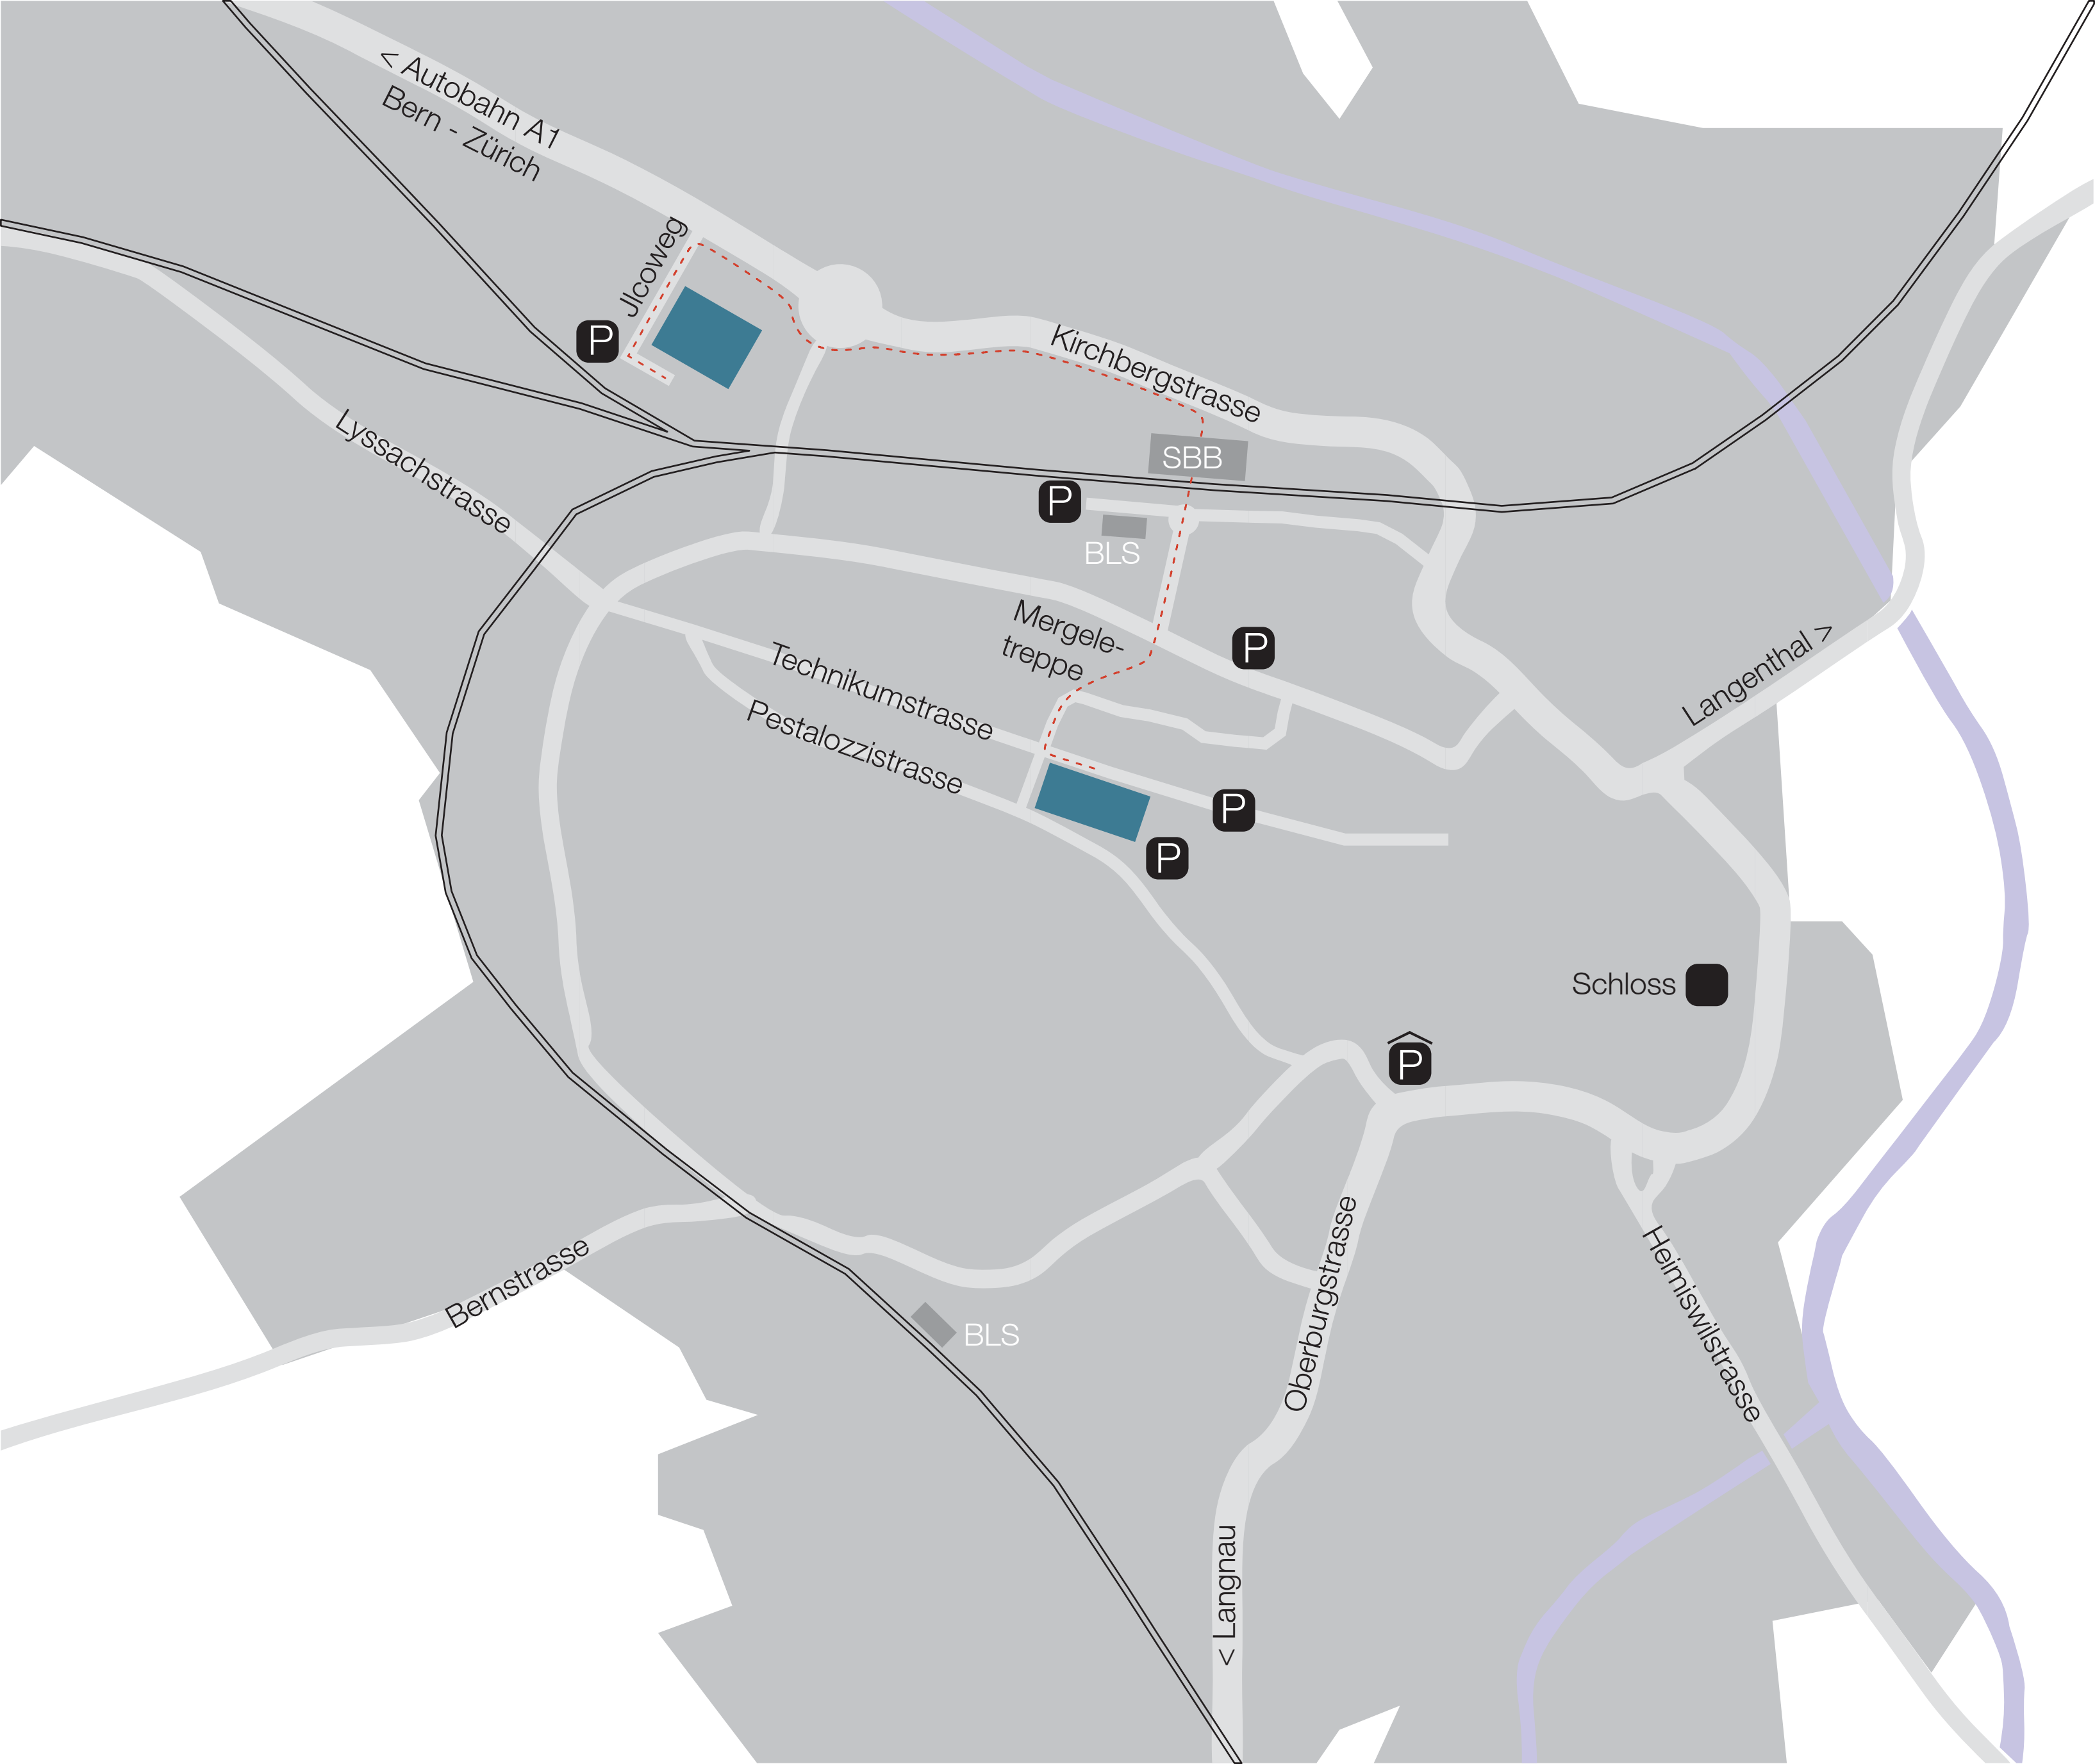 < Autobahn A1
Bern - Zürich
Jlcoweg
P
Kirchbergstrasse
Lyssachstrasse
SBB
P
BLS
Mergele-
treppe
P
Langenthal >
Technikumstrasse
Pestalozzistrasse
P
P
Schloss
P
Oberburgstrasse
Heimiswilstrasse
Bernstrasse
BLS
< Langnau